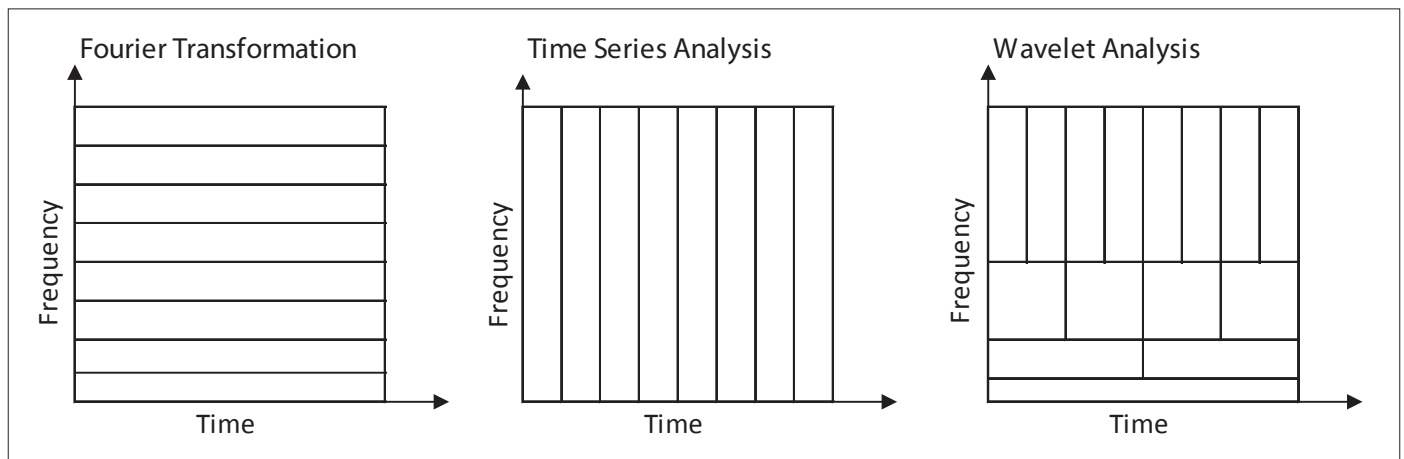 Fourier Transformation
Frequency
Time
Time Series Analysis
Frequency
Time
Wavelet Analysis
Frequency
Time